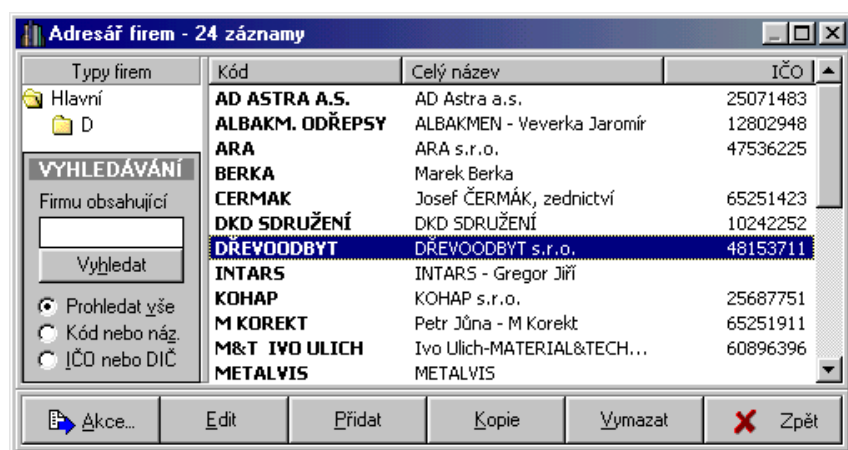 Adresář firem - 24 záznamy
Typy firem
Hlavní
D
VYHLEDÁVÁNÍ
Firmu obsahující
Vyhledat
Prohledat vše
Kód nebo náz.
IČO nebo DIČ
Kód Celý název IČO
AD ASTRA A.S. AD Astra a.s. 25071483
ALBAKM. ODŘEPSY ALBAKMEN - Veverka Jaromír 12802948
ARA ARA s.r.o. 47536225
BERKA Marek Berka
CERMAK Josef ČERMÁK, zednictví 65251423
DKD SDRUŽENÍ DKD SDRUŽENÍ 10242252
DŘEVOODBYT DŘEVOODBYT s.r.o. 48153711
INTARS INTARS - Gregor Jiří
KOHAP KOHAP s.r.o. 25687751
M KOREKT Petr Jůna - M Korekt 65251911
M&T IVO ULICH Ivo Ulich-MATERIAL&TECH... 60896396
METALVIS METALVIS
Akce... Edit Přidat Kopie Vymazat Zpět